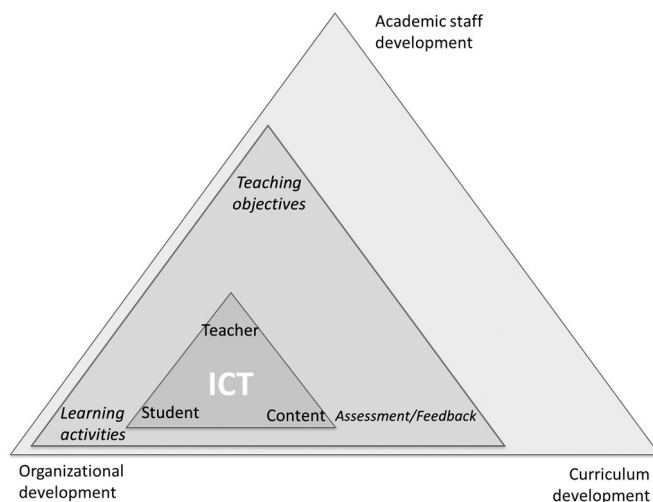 Academic staff
development
Teaching
objectives
Teacher
ICT
Student
Content
Learning
activities
Assessment/Feedback
Organizational
development
Curriculum
development